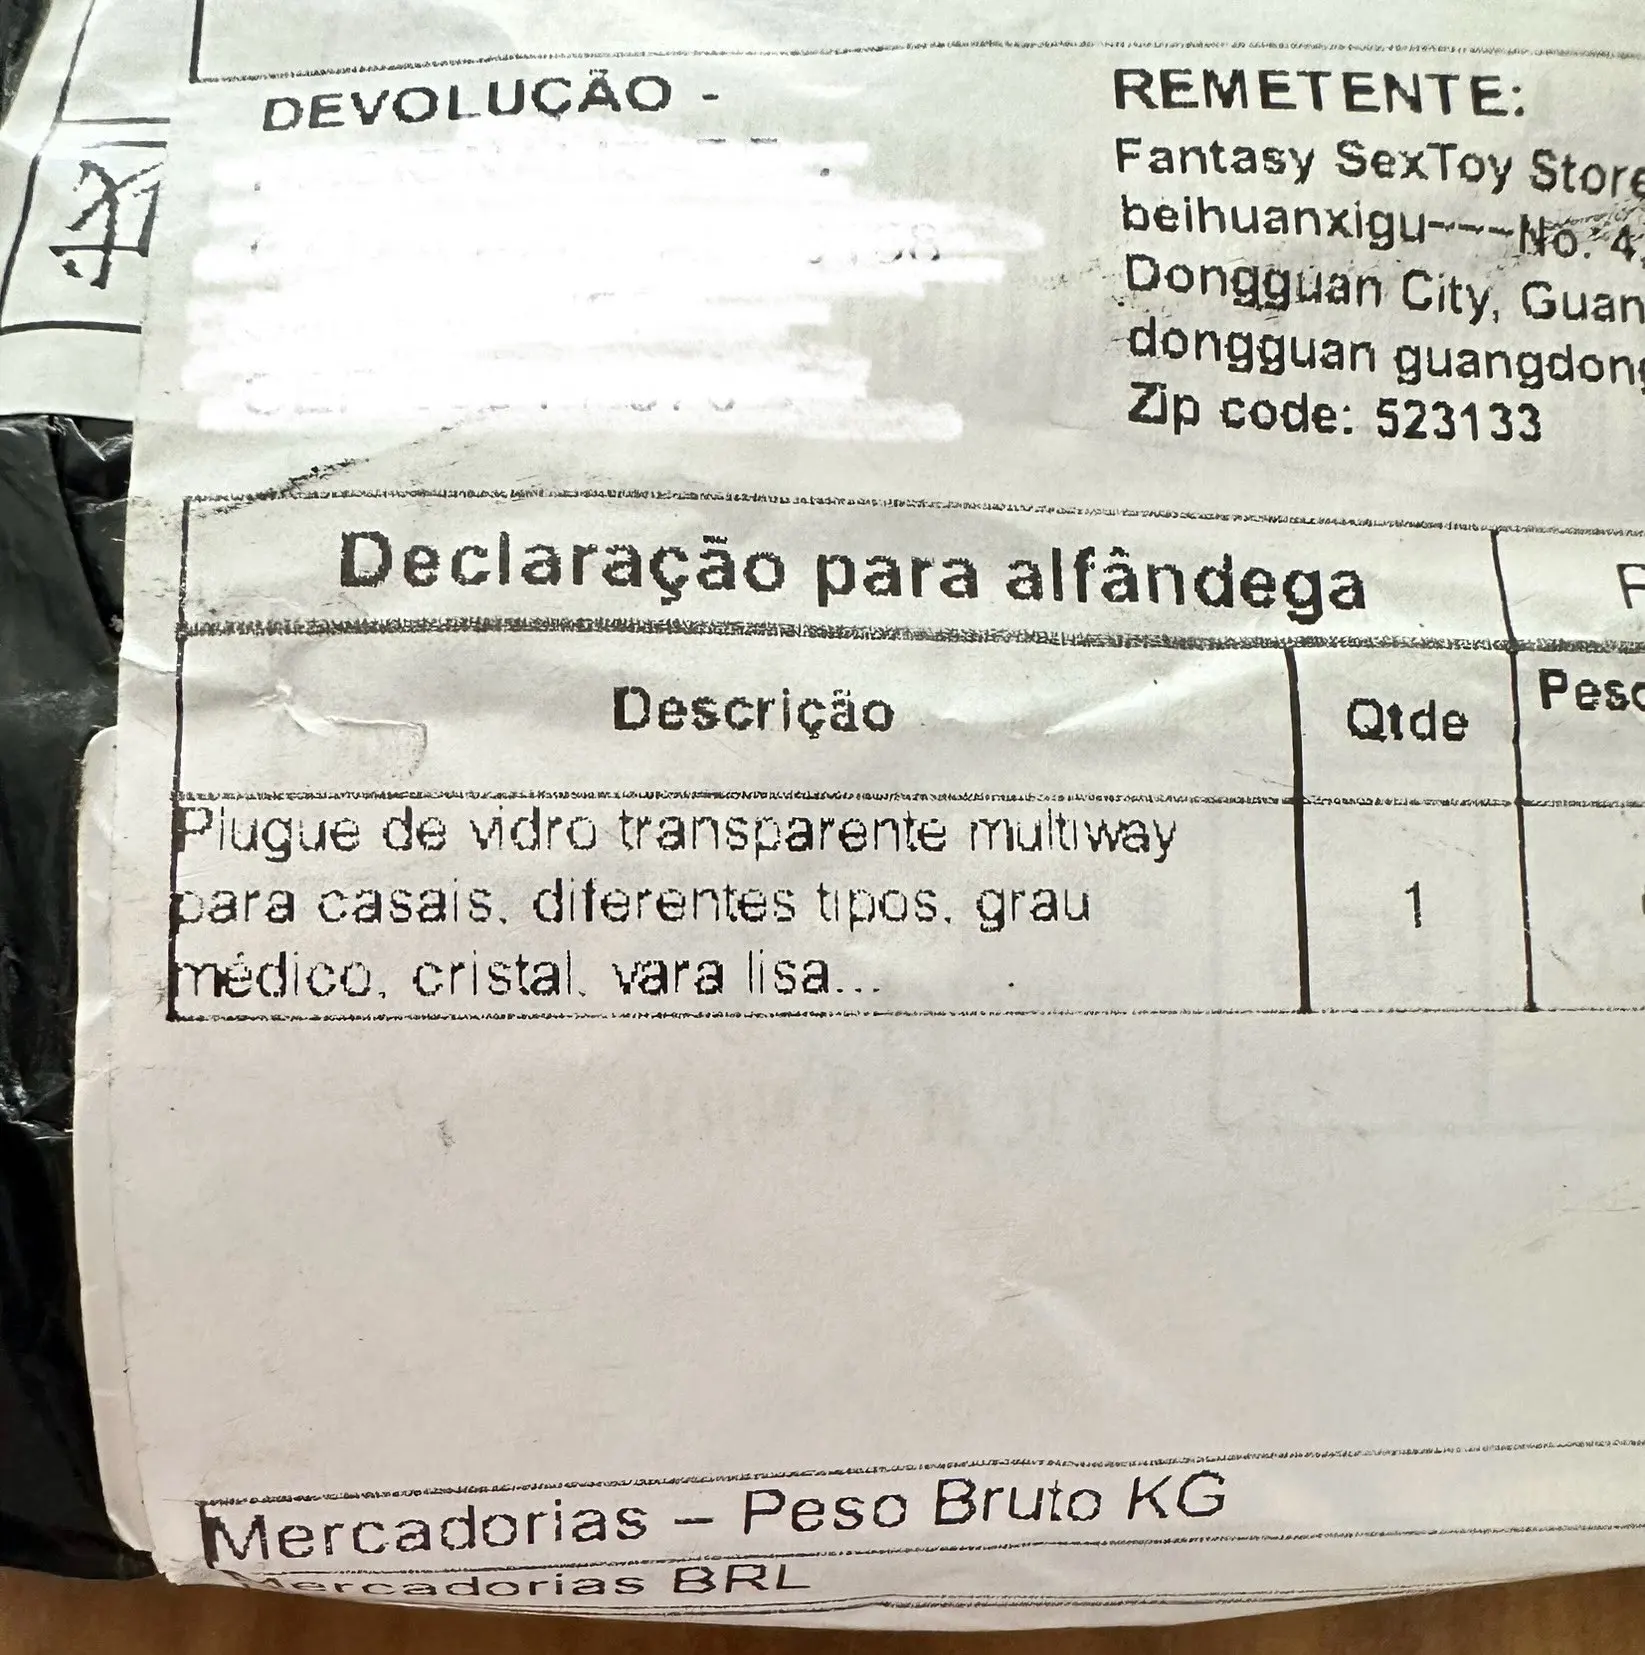 DEVOLUÇÃO -
REMETENTE:
Fantasy SexToy Store
beihuanxigu----No. 4
Dongguan City, Guan
dongguan guangdong
Zip code: 523133
Declaração para alfândega
Descrição
Qtde
Peso
Plugue de vidro transparente multiway
para casais, diferentes tipos, grau
médico, cristal, vara lisa...
1
Mercadorias – Peso Bruto KG
Mercadorias BRL